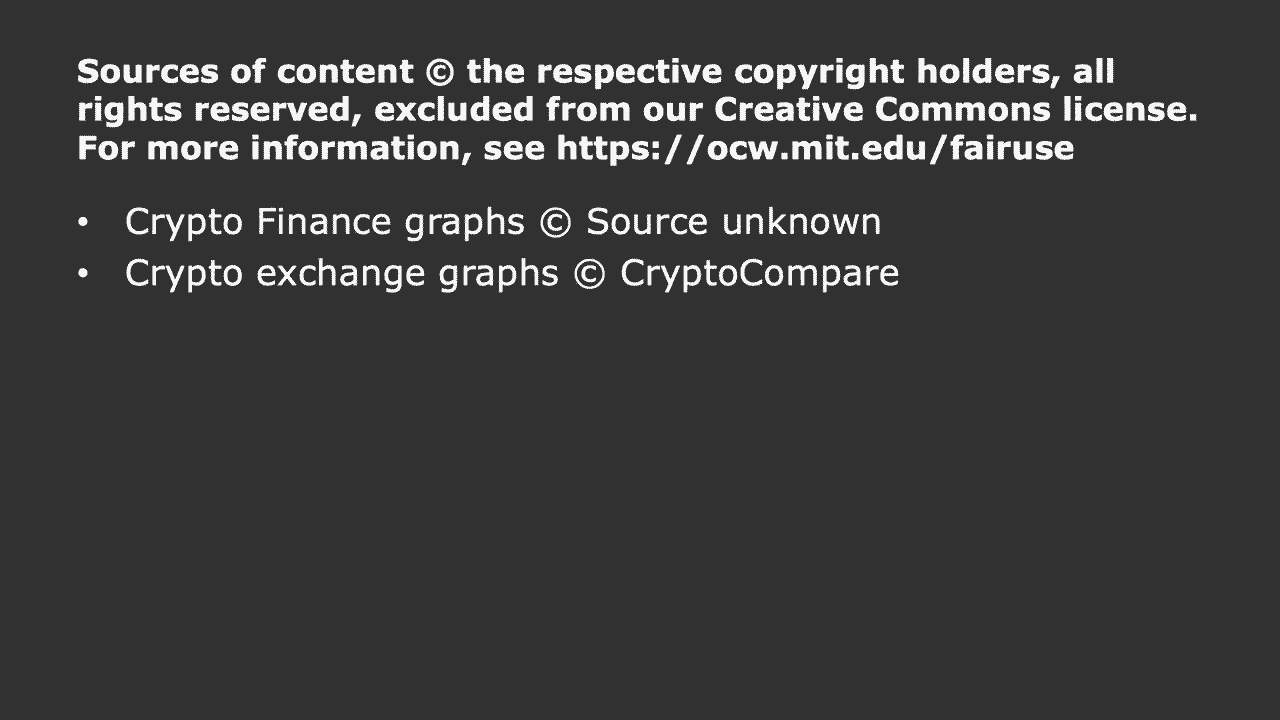 Sources of content © the respective copyright holders, all
rights reserved, excluded from our Creative Commons license.
For more information, see https://ocw.mit.edu/fairuse
• Crypto Finance graphs © Source unknown
• Crypto exchange graphs © CryptoCompare